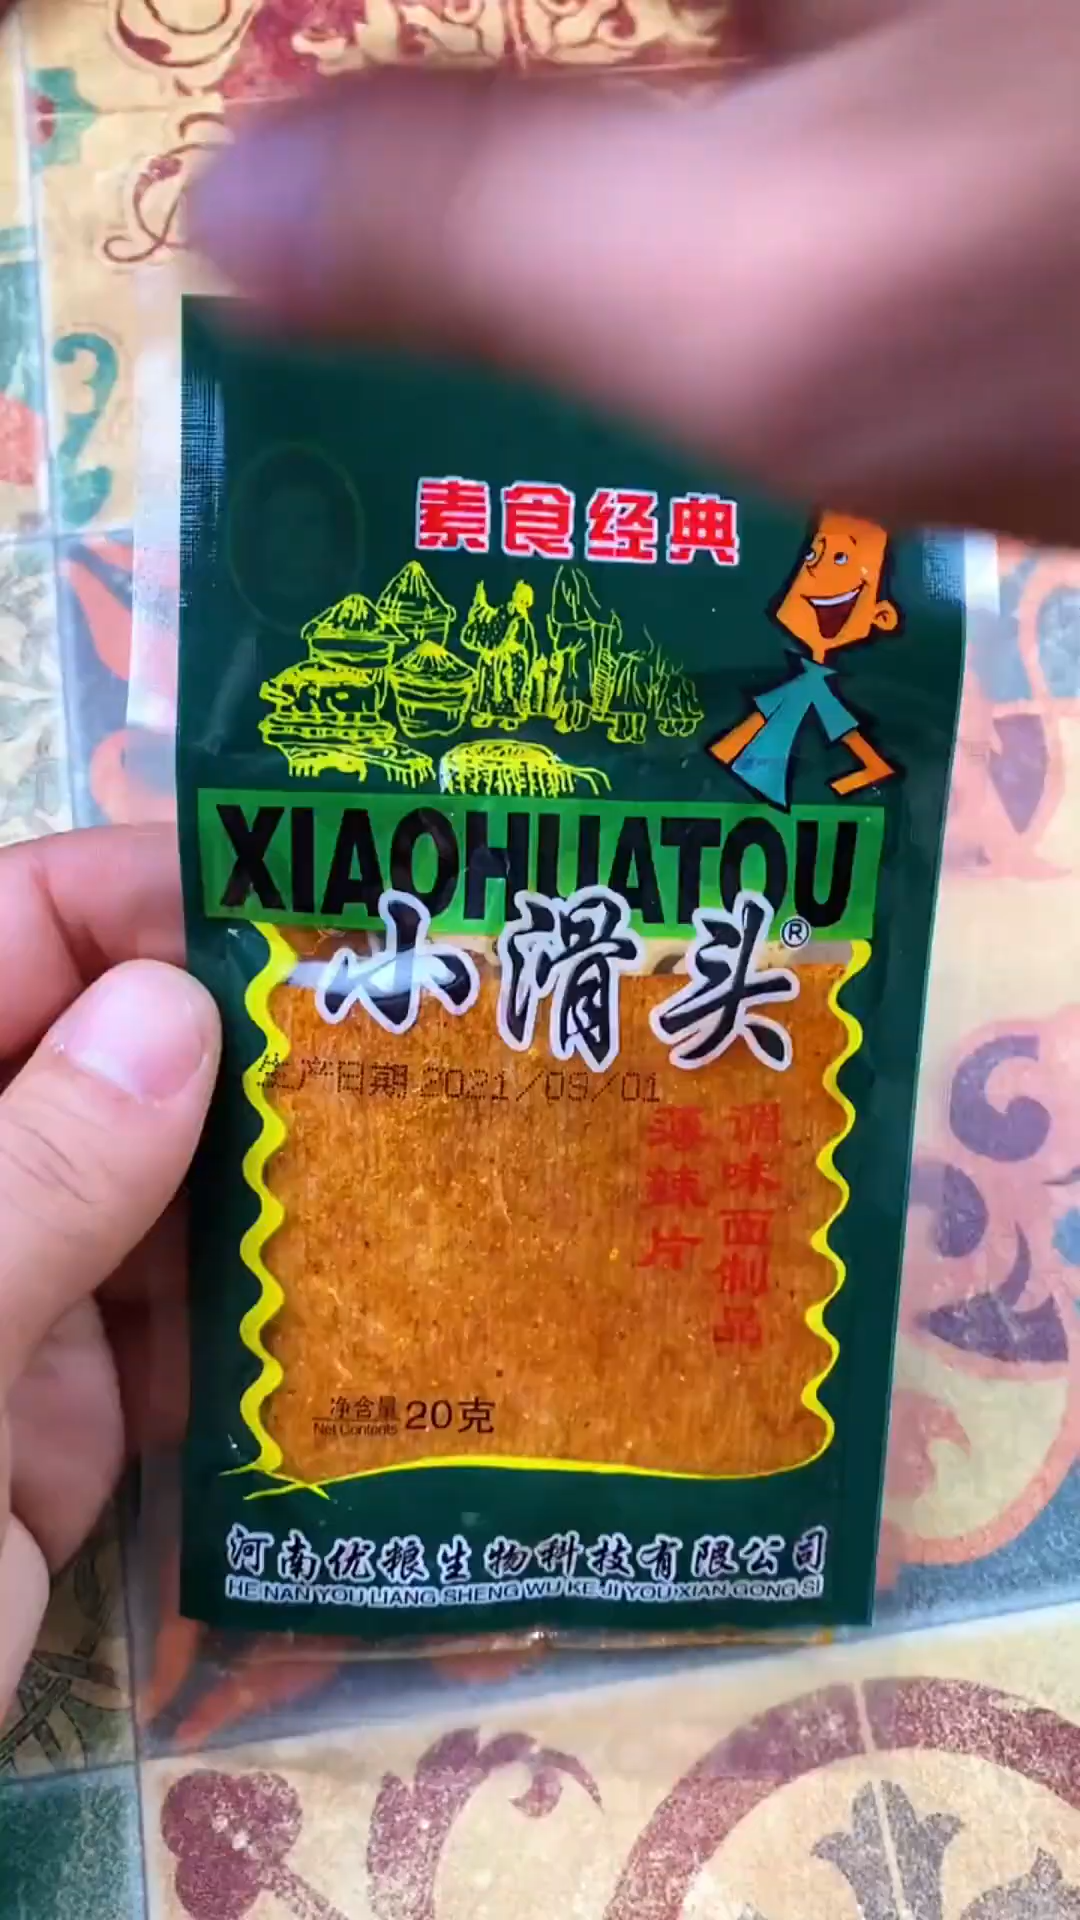 素食经典
XIAOHUATOU
小滑头®
生产日期 2021/09/01
调味面制品
薄辣片
净含量 20克
Net Contents
河南优粮生物科技有限公司
HE NAN YOU LIANG SHENG WU KE JI YOU XIAN GONG SI